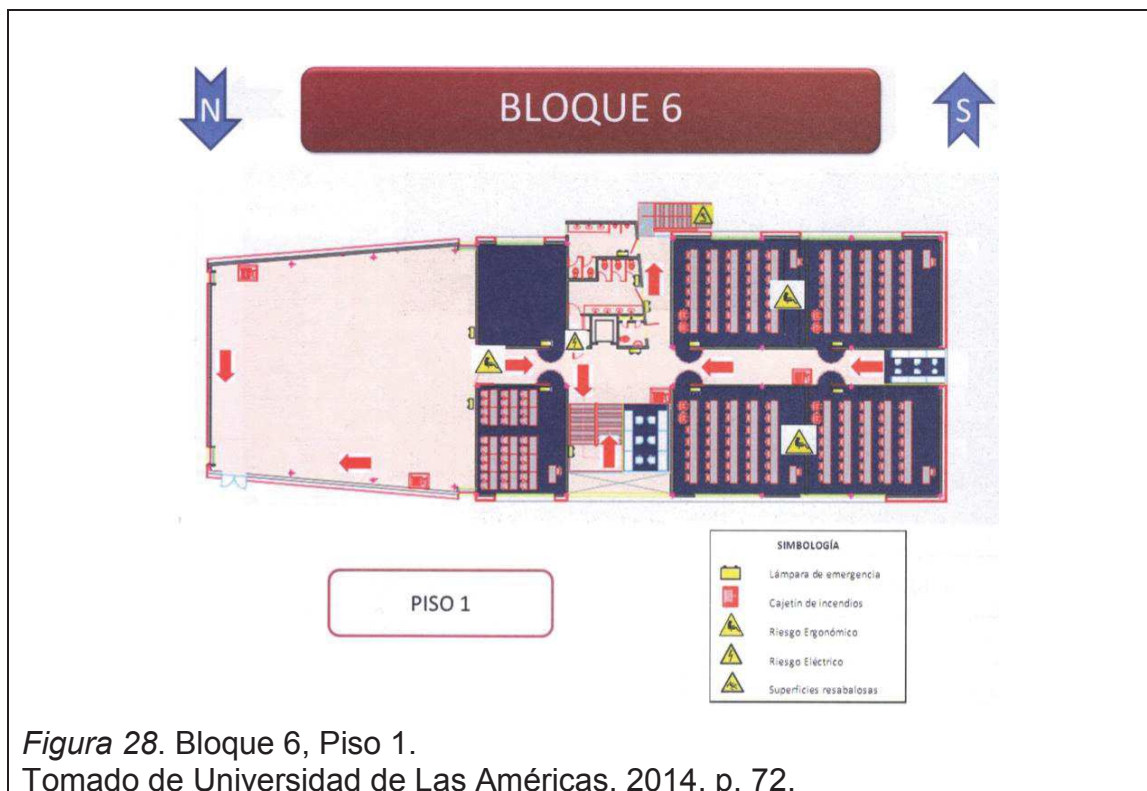 N
BLOQUE 6
S
PISO 1
SIMBOLOGÍA
Lámpara de emergencia
Cajetín de incendios
Riesgo Ergonómico
Riesgo Eléctrico
Superficies resabalosas
Figura 28. Bloque 6, Piso 1.
Tomado de Universidad de Las Américas, 2014, p. 72.